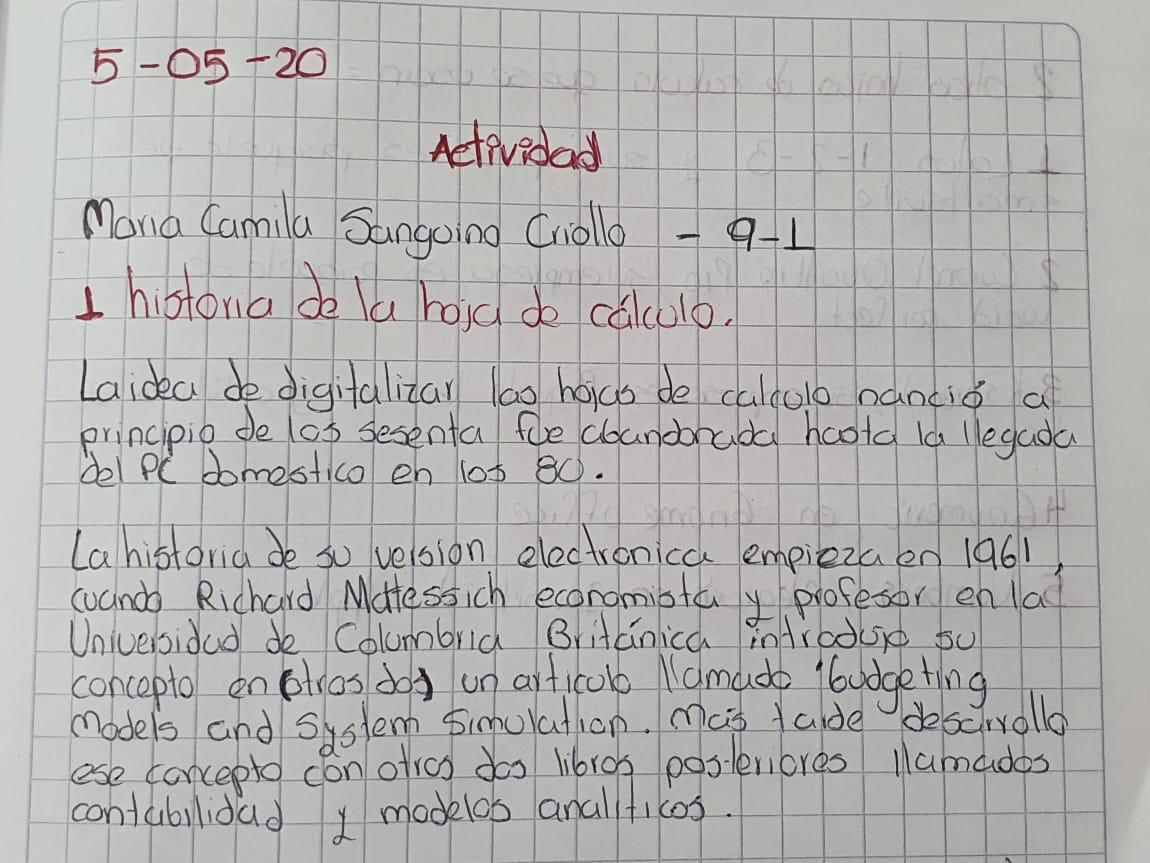 5-05-20
Actividad
Maria Camila Sanguino Criollo - 9-1
1 historia de la hoja de cálculo.
La idea de digitalizar las hojas de calculo nanció a
principio de los sesenta fue abandonada hasta la llegada
del PC domestico en los 80.
La historia de su version electronica empieza en 1961,
cuando Richard Mattessich economista y profesor en la
Universidad de Columbria Británica introdujo su
concepto en otros dos un articulo llamado "budgeting
Models and System Simulation. Más tarde desarrollo
ese concepto con otros dos libros posteriores llamados
contabilidad y modelos analíticos.